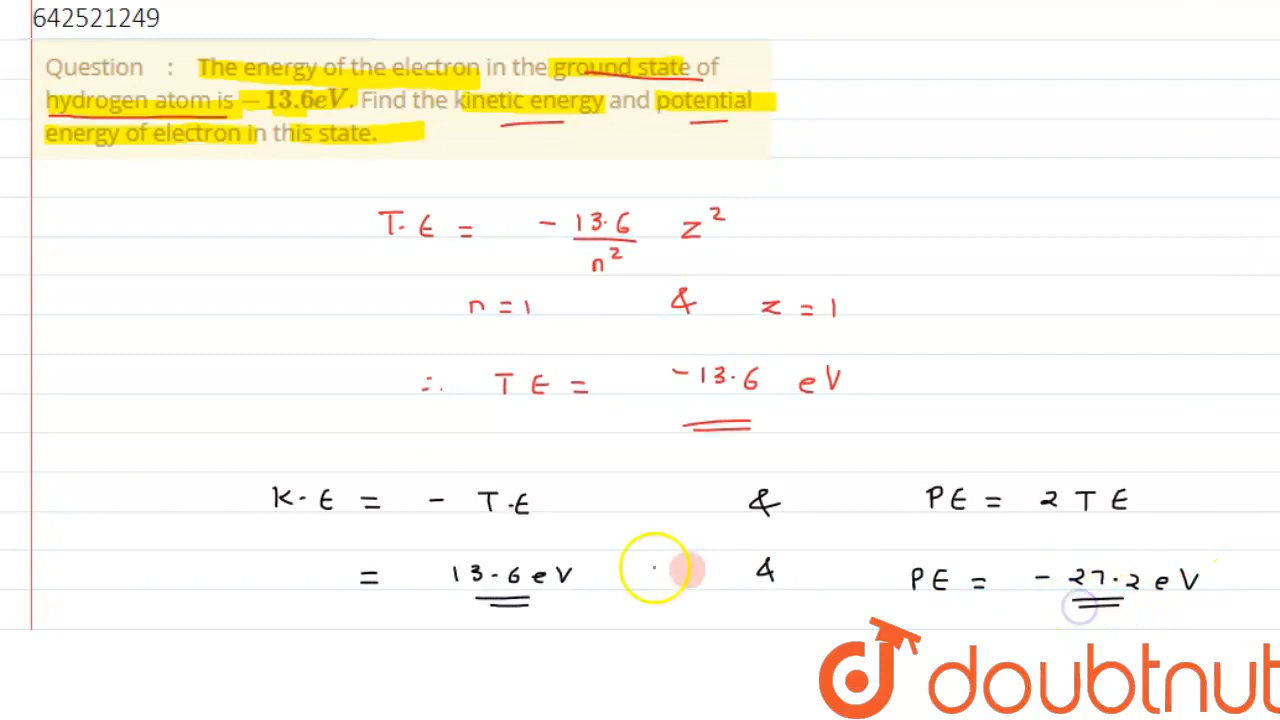 642521249
Question : The energy of the electron in the ground state of
hydrogen atom is −13.6eV. Find the kinetic energy and potential
energy of electron in this state.
T.E = - 13.6/n² z²
n=1 & z=1
∴ TE = -13.6 eV
K.E = - T.E & PE = 2 TE
= 13.6 eV & PE = -27.2 eV
doubtnut